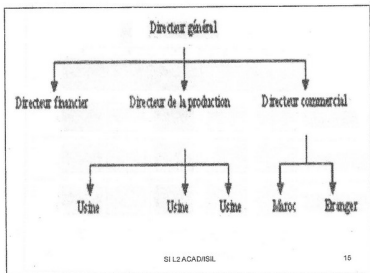 Directeur général
Directeur financier Directeur de la production Directeur commercial
Usine Usine Usine Maroc Etranger
SI L2 ACAD/ISIL 15